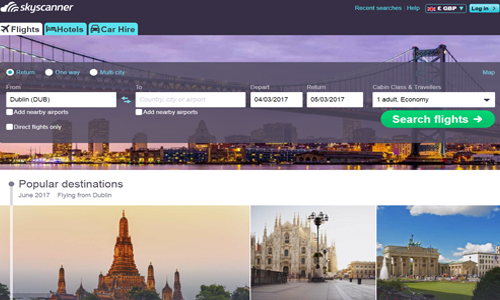 skyscanner
Recent searches Help £ GBP Log in
Flights Hotels Car Hire
Return One way Multi-city Map
From To Depart Return Cabin Class & Travellers
Dublin (DUB) Country, city or airport 04/03/2017 05/03/2017 1 adult, Economy
Add nearby airports Add nearby airports
Search flights
Direct flights only
Popular destinations
June 2017 Flying from Dublin